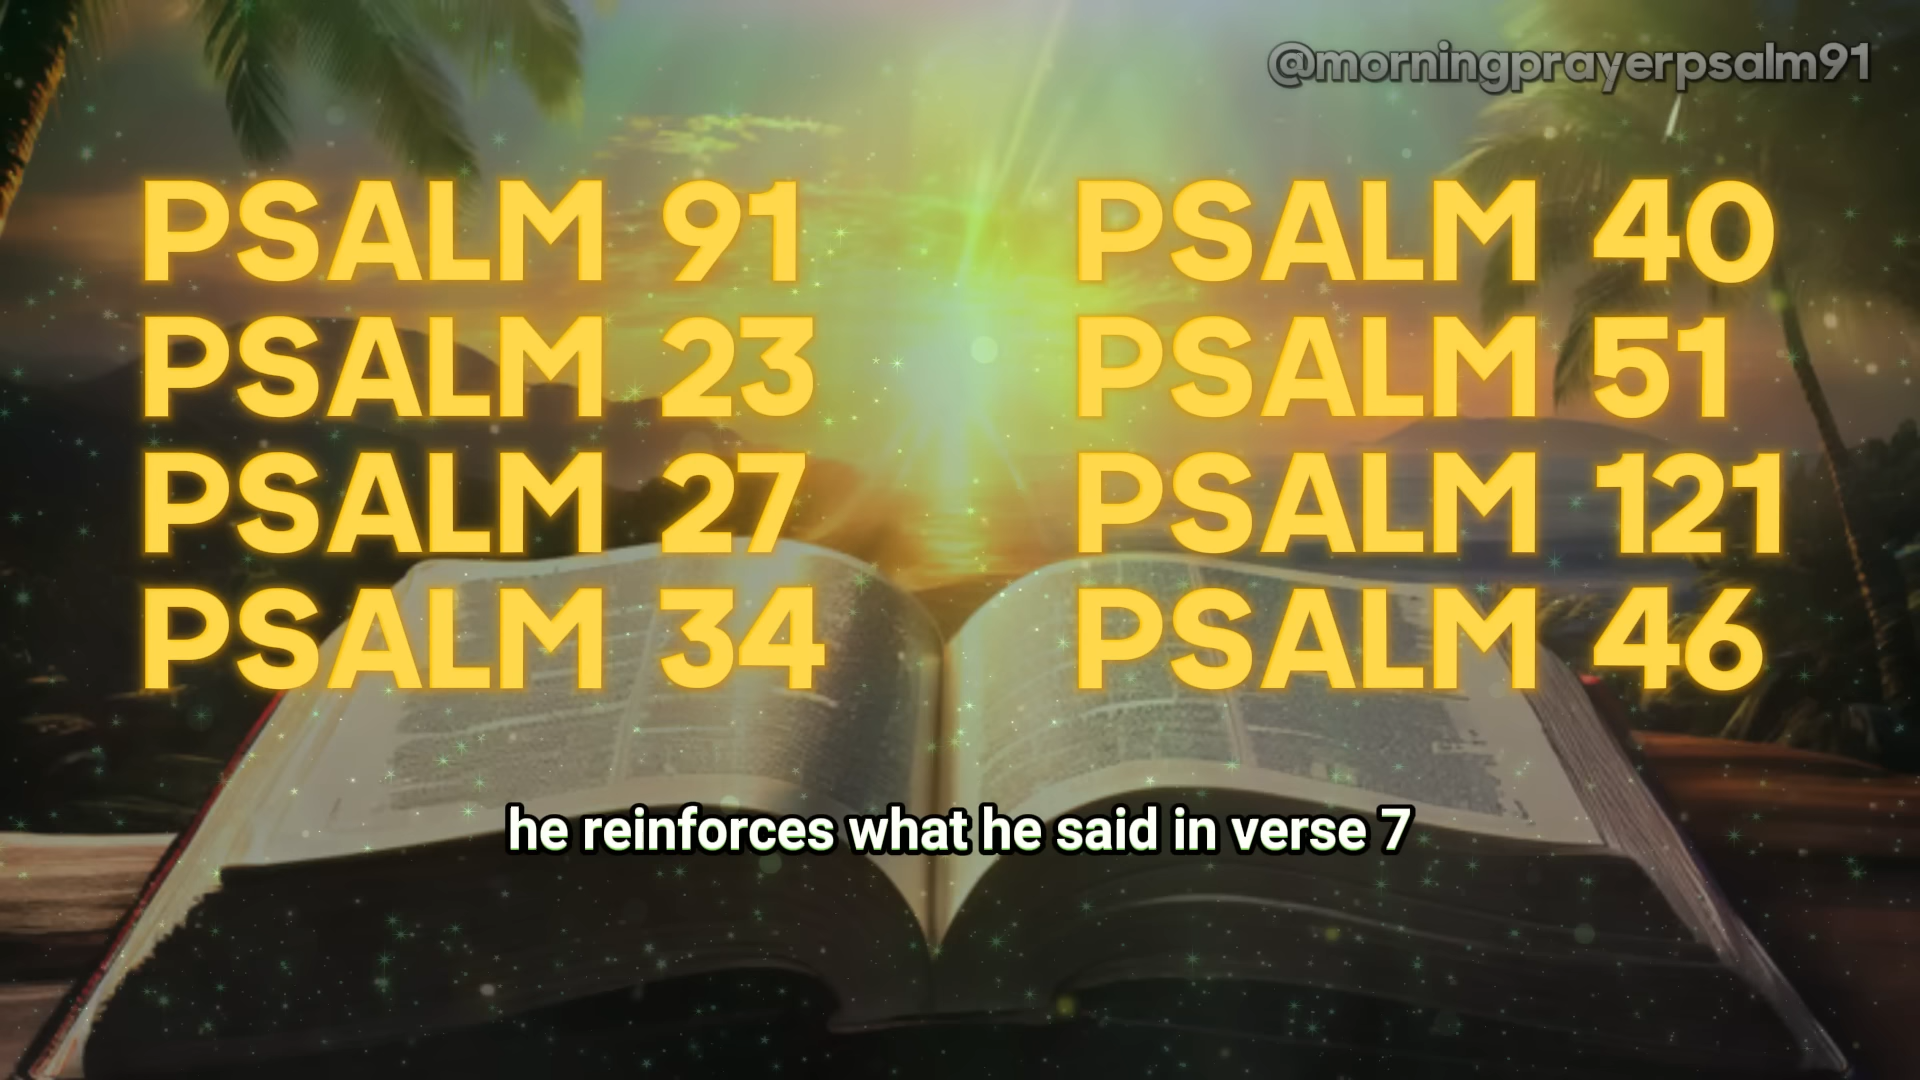 @morningprayerpsalm91
PSALM 91
PSALM 23
PSALM 27
PSALM 34
PSALM 40
PSALM 51
PSALM 121
PSALM 46
he reinforces what he said in verse 7